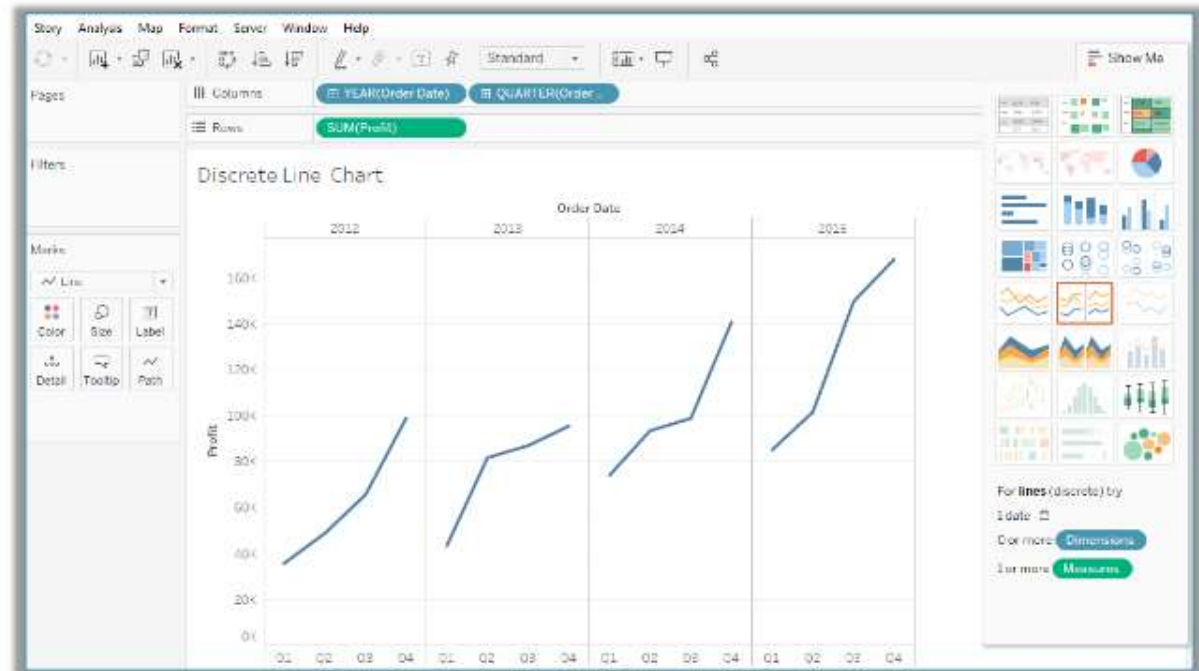 Story Analysis Map Format Server Window Help
Standard
Show Me
Pages
Columns
YEAR(Order Date)
QUARTER(Order ..
Rows
SUM(Profit)
Filters
Discrete Line Chart
Order Date
2012 2013 2014 2015
Marks
Line
Color Size Label
Detail Tooltip Path
Profit
160K
140K
120K
100K
80K
60K
40K
20K
0K
Q1 Q2 Q3 Q4 Q1 Q2 Q3 Q4 Q1 Q2 Q3 Q4 Q1 Q2 Q3 Q4
For lines (discrete) try
1 date
0 or more Dimensions
1 or more Measures